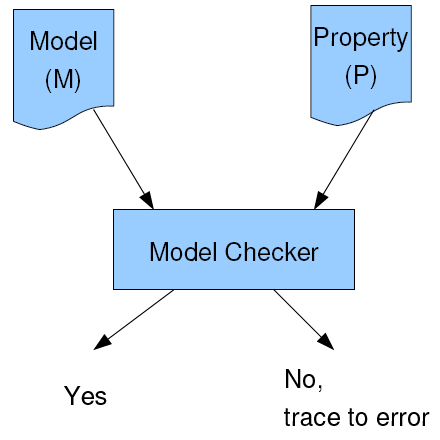 Model
(M)
Property
(P)
Model Checker
Yes
No,
trace to error